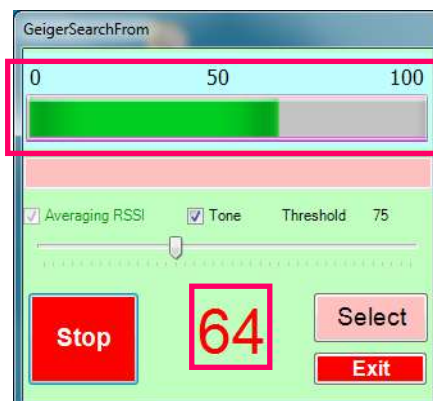 GeigerSearchFrom
0 50 100
Averaging RSSI Tone Threshold 75
Stop 64 Select
Exit